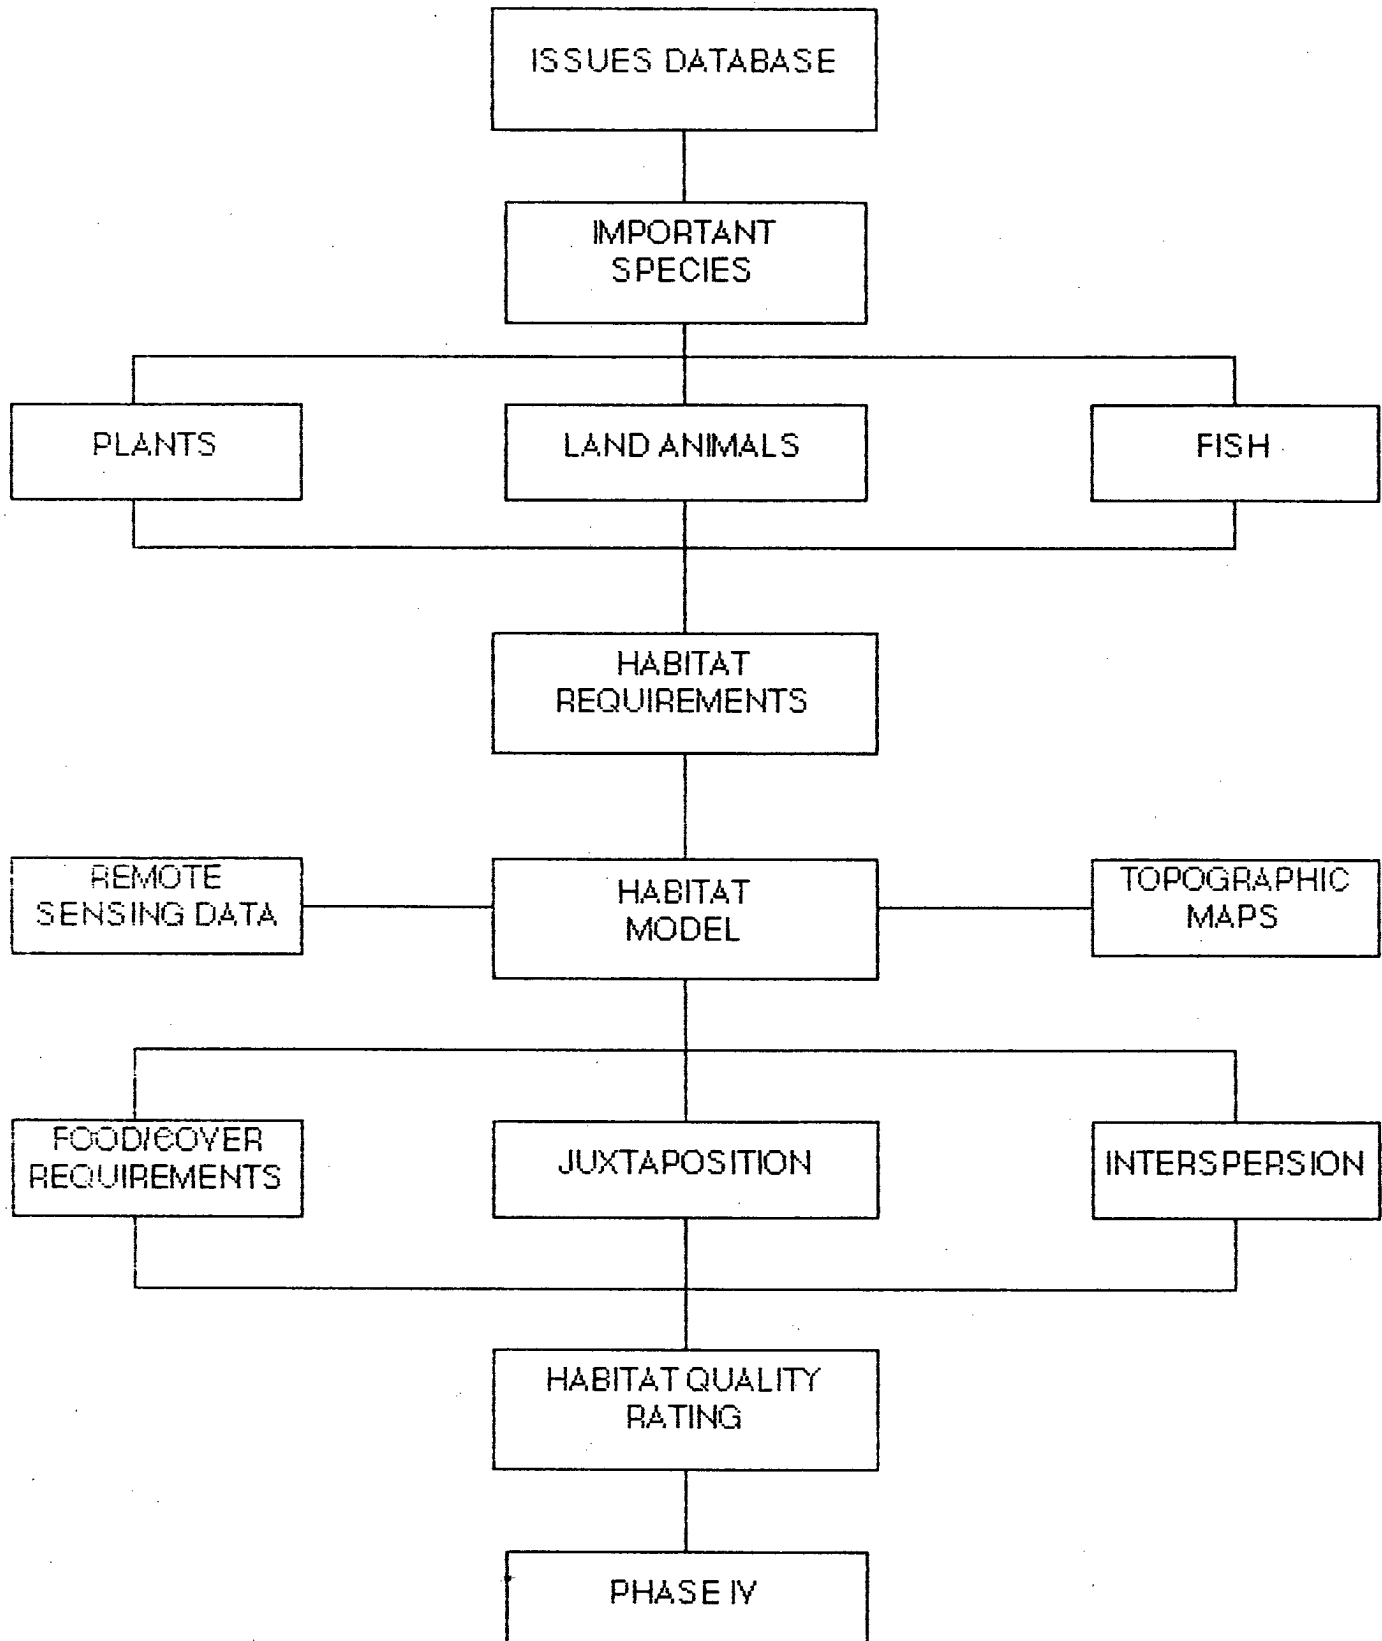 ISSUES DATABASE
IMPORTANT
SPECIES
PLANTS
LAND ANIMALS
FISH
HABITAT
REQUIREMENTS
REMOTE
SENSING DATA
HABITAT
MODEL
TOPOGRAPHIC
MAPS
FOOD/COVER
REQUIREMENTS
JUXTAPOSITION
INTERSPERSION
HABITAT QUALITY
RATING
PHASE IV